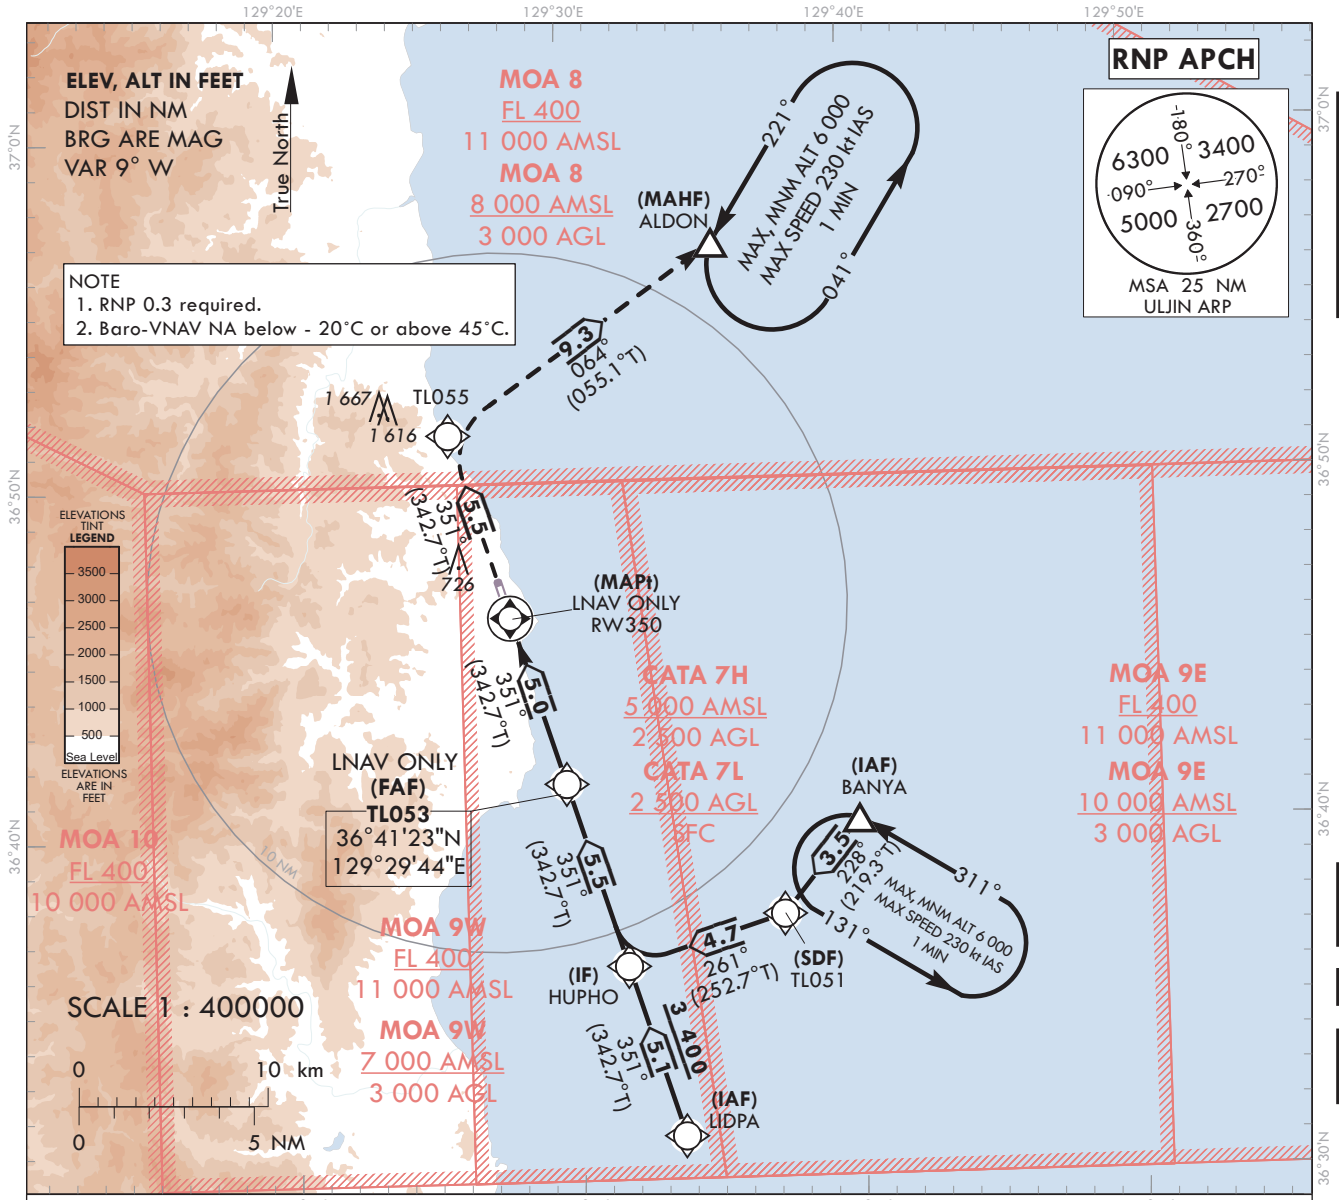 129°20'E
129°30'E
129°40'E
129°50'E
ELEV, ALT IN FEET
DIST IN NM
BRG ARE MAG
VAR 9° W
True North
MOA 8
FL 400
11 000 AMSL
MOA 8
8 000 AMSL
3 000 AGL
RNP APCH
180°
6300
3400
090°
270°
5000
2700
360°
MSA 25 NM
ULJIN ARP
37°0'N
37°0'N
221°
MAX, MNM ALT 6 000
MAX SPEED 230 kt IAS
1 MIN
041°
(MAHF)
ALDON
NOTE
1. RNP 0.3 required.
2. Baro-VNAV NA below - 20°C or above 45°C.
9.3
064°
(055.1°T)
1 667
1 616
TL055
36°50'N
36°50'N
5.5
351°
(342.7°T)
726
ELEVATIONS
TINT
LEGEND
3500
3000
2500
2000
1500
1000
500
Sea Level
ELEVATIONS
ARE IN
FEET
(MAPt)
LNAV ONLY
RW350
5.0
351°
(342.7°T)
CATA 7H
5 000 AMSL
2 500 AGL
CATA 7L
2 500 AGL
SFC
MOA 9E
FL 400
11 000 AMSL
MOA 9E
10 000 AMSL
3 000 AGL
LNAV ONLY
(FAF)
TL053
36°41'23"N
129°29'44"E
(IAF)
BANYA
36°40'N
36°40'N
MOA 10
FL 400
10 000 AMSL
10 NM
5.5
351°
(342.7°T)
3.5
228°
(219.3°T)
311°
MAX, MNM ALT 6 000
MAX SPEED 230 kt IAS
1 MIN
131°
4.7
261°
(252.7°T)
(SDF)
TL051
MOA 9W
FL 400
11 000 AMSL
MOA 9W
7 000 AMSL
3 000 AGL
(IF)
HUPHO
3 400
5.1
351°
(342.7°T)
(IAF)
LIDPA
SCALE 1 : 400000
0
10 km
0
5 NM
36°30'N